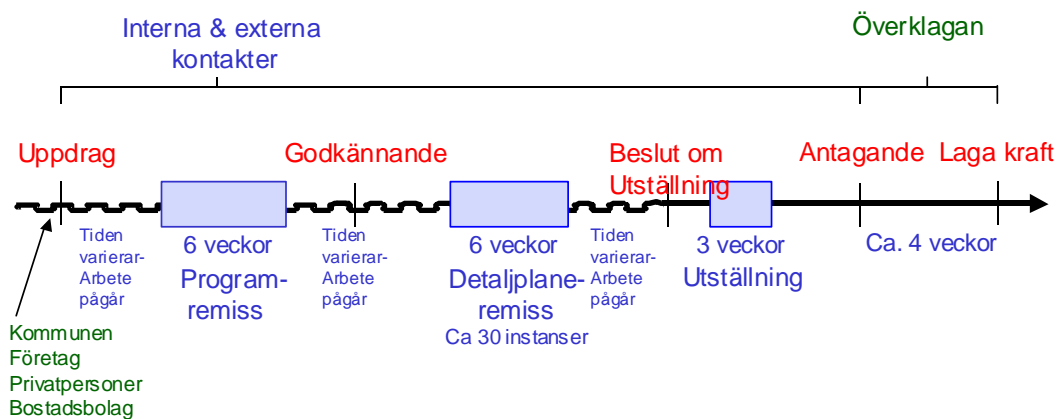 Interna & externa
kontakter
Överklagan
Uppdrag
Godkännande
Beslut om
Utställning
Antagande
Laga kraft
Tiden
varierar-
Arbete
pågår
6 veckor
Program-
remiss
Tiden
varierar-
Arbete
pågår
6 veckor
Detaljplane-
remiss
Ca 30 instanser
Tiden
varierar-
Arbete
pågår
3 veckor
Utställning
Ca. 4 veckor
Kommunen
Företag
Privatpersoner
Bostadsbolag